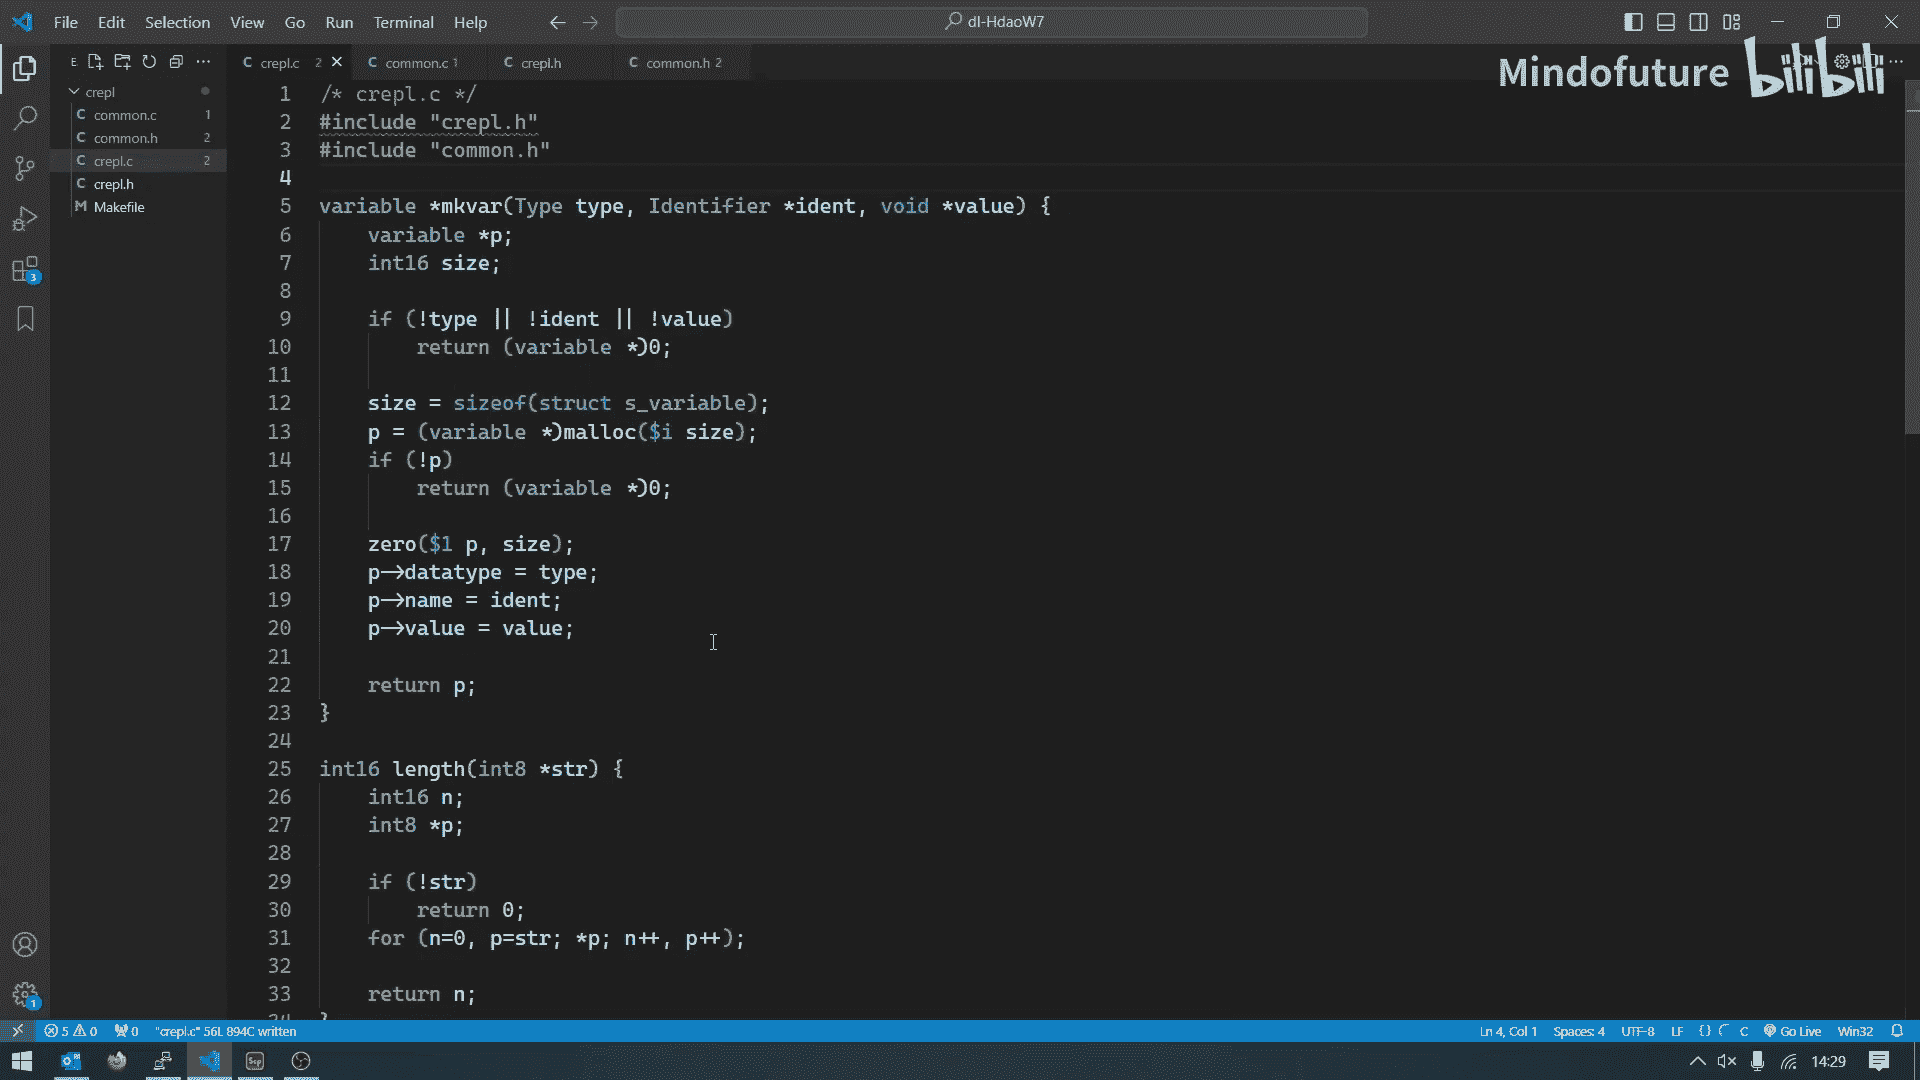 File Edit Selection View Go Run Terminal Help
dl-HdaoW7
Mindofuture bilibili
E
crepl.c 2
common.c 1
crepl.h
common.h 2
crepl
common.c 1
common.h 2
crepl.c 2
crepl.h
Makefile
1 /* crepl.c */
2 #include "crepl.h"
3 #include "common.h"
4
5 variable *mkvar(Type type, Identifier *ident, void *value) {
6 variable *p;
7 int16 size;
8
9 if (!type || !ident || !value)
10 return (variable *)0;
11
12 size = sizeof(struct s_variable);
13 p = (variable *)malloc($i size);
14 if (!p)
15 return (variable *)0;
16
17 zero($1 p, size);
18 p->datatype = type;
19 p->name = ident;
20 p->value = value;
21
22 return p;
23 }
24
25 int16 length(int8 *str) {
26 int16 n;
27 int8 *p;
28
29 if (!str)
30 return 0;
31 for (n=0, p=str; *p; n++, p++);
32
33 return n;
3
1
5 0 0 "crepl.c" 56L 894C written
Ln 4, Col 1 Spaces: 4 UTF-8 LF {} C Go Live Win32
14:29